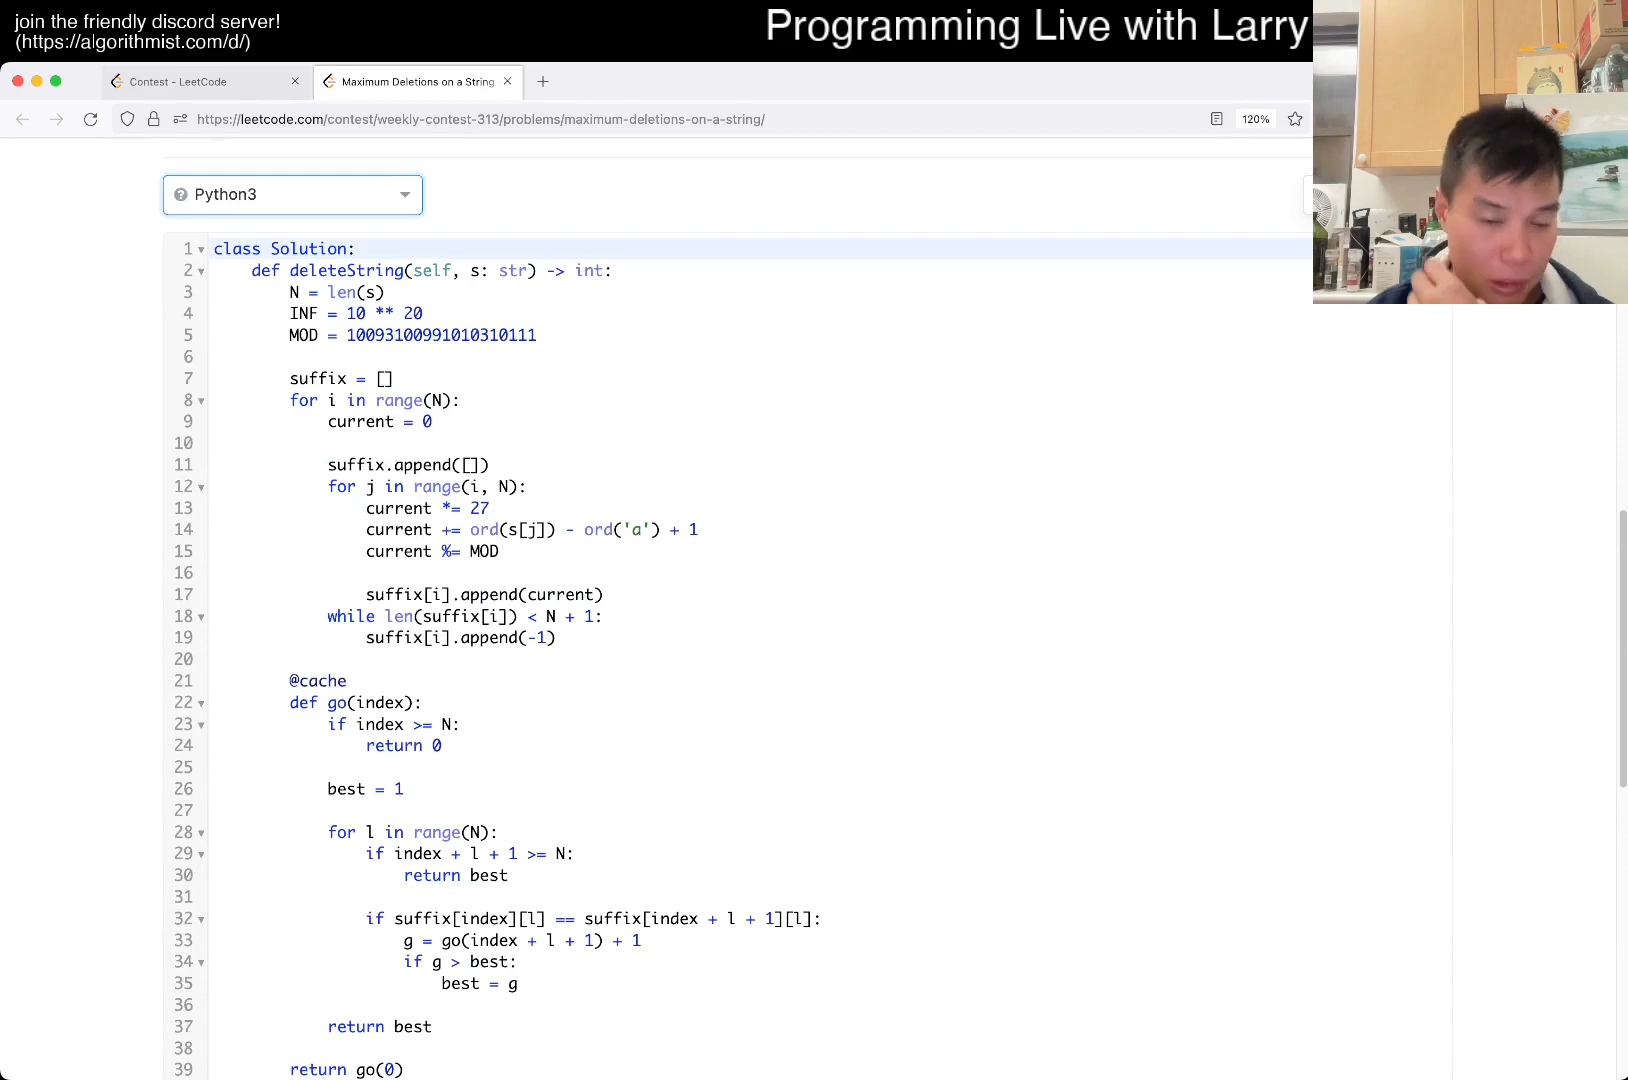 join the friendly discord server!
(https://algorithmist.com/d/)
Programming Live with Larry
Contest - LeetCode
Maximum Deletions on a String
https://leetcode.com/contest/weekly-contest-313/problems/maximum-deletions-on-a-string/
120%
Python3
1 class Solution:
2     def deleteString(self, s: str) -> int:
3         N = len(s)
4         INF = 10 ** 20
5         MOD = 10093100991010310111
6
7         suffix = []
8         for i in range(N):
9             current = 0
10
11             suffix.append([])
12             for j in range(i, N):
13                 current *= 27
14                 current += ord(s[j]) - ord('a') + 1
15                 current %= MOD
16
17                 suffix[i].append(current)
18             while len(suffix[i]) < N + 1:
19                 suffix[i].append(-1)
20
21         @cache
22         def go(index):
23             if index >= N:
24                 return 0
25
26             best = 1
27
28             for l in range(N):
29                 if index + l + 1 >= N:
30                     return best
31
32                 if suffix[index][l] == suffix[index + l + 1][l]:
33                     g = go(index + l + 1) + 1
34                     if g > best:
35                         best = g
36
37             return best
38
39         return go(0)